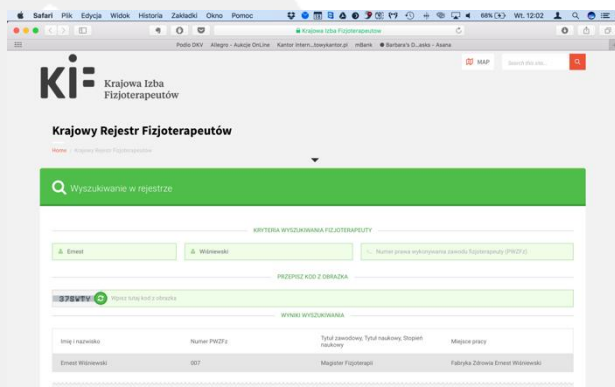 Safari Plik Edycja Widok Historia Zakładki Okno Pomoc 68% Wt. 12:02
Krajowa Izba Fizjoterapeutów
Podio DKV Allegro - Aukcje OnLine Kantor Intern...towykantor.pl mBank Barbara's D...asks - Asana
KIF Krajowa Izba
Fizjoterapeutów
MAP Search this site...
Krajowy Rejestr Fizjoterapeutów
Home / Krajowy Rejestr Fizjoterapeutów
Wyszukiwanie w rejestrze
KRYTERIA WYSZUKIWANIA FIZJOTERAPEUTY
Ernest Wiśniewski Numer prawa wykonywania zawodu fizjoterapeuty (PWZFz)
PRZEPISZ KOD Z OBRAZKA
Wpisz tutaj kod z obrazka
WYNIKI WYSZUKIWANIA
Imię i nazwisko Numer PWZFz Tytuł zawodowy, Tytuł naukowy, Stopień naukowy Miejsce pracy
Ernest Wiśniewski 007 Magister Fizjoterapii Fabryka Zdrowia Ernest Wiśniewski